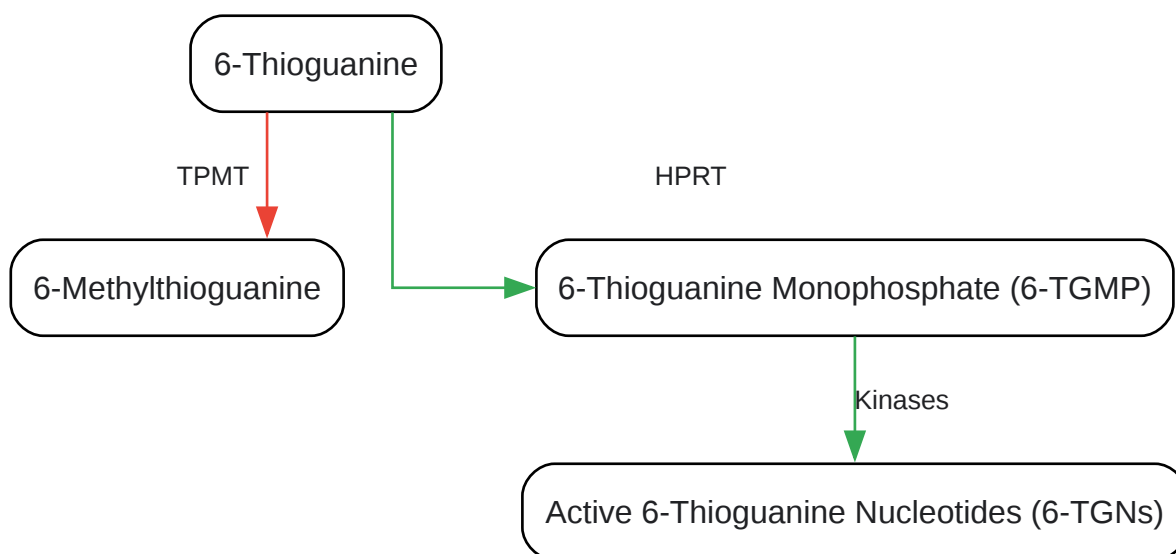 6-Thioguanine
TPMT
HPRT
6-Methylthioguanine
6-Thioguanine Monophosphate (6-TGMP)
Kinases
Active 6-Thioguanine Nucleotides (6-TGNs)